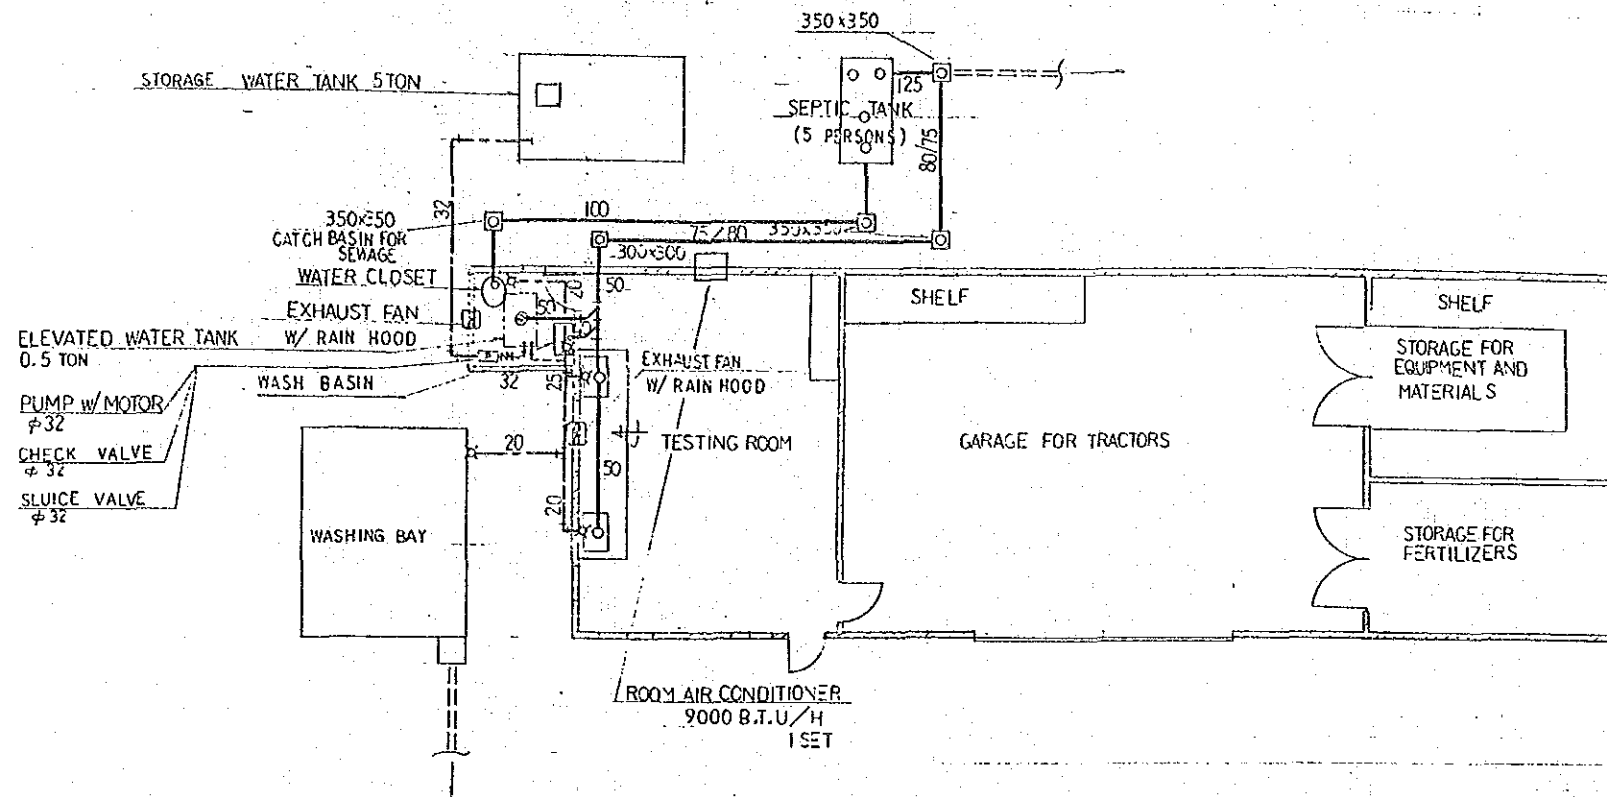 350x350
STORAGE WATER TANK 5TON
125
SEPTIC TANK
(5 PERSONS)
80/75
32
350x350
CATCH BASIN FOR
SEWAGE
100
75/80
350x350
300x300
WATER CLOSET
50
20
50
SHELF
SHELF
EXHAUST FAN
W/ RAIN HOOD
ELEVATED WATER TANK
0.5 TON
WASH BASIN
32
25
EXHAUST FAN
W/ RAIN HOOD
STORAGE FOR
EQUIPMENT AND
MATERIALS
PUMP W/MOTOR
φ32
CHECK VALVE
φ32
SLUICE VALVE
φ32
20
50
20
TESTING ROOM
GARAGE FOR TRACTORS
WASHING BAY
STORAGE FOR
FERTILIZERS
ROOM AIR CONDITIONER
9000 B.T.U/H
1 SET